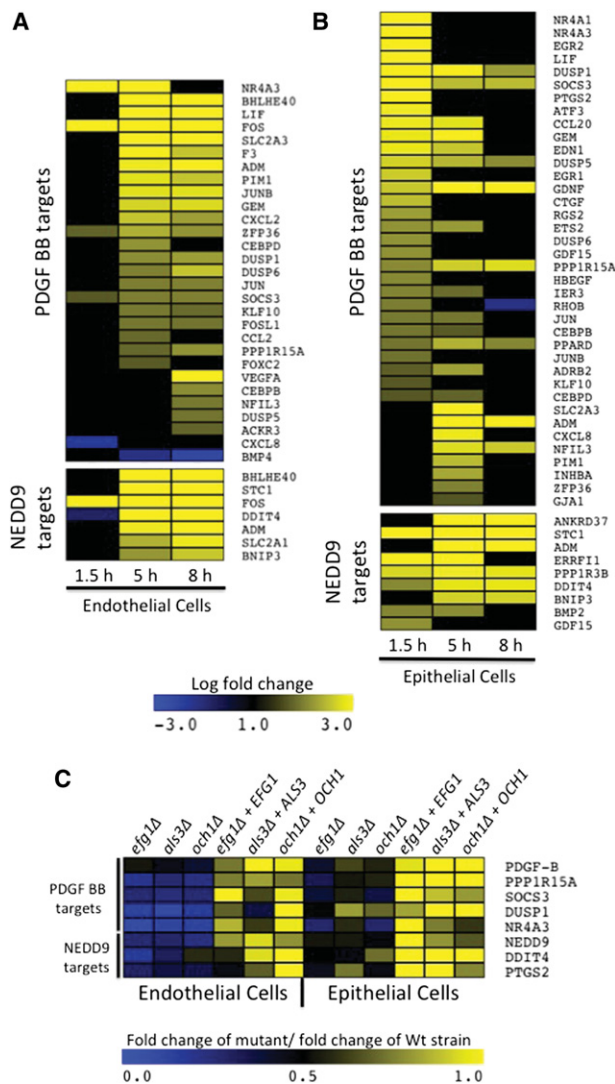 A
PDGF BB targets
NR4A3
BHLHE40
LIF
FOS
SLC2A3
F3
ADM
PIM1
JUNB
GEM
CXCL2
ZFP36
CEBPD
DUSP1
DUSP6
JUN
SOCS3
KLF10
FOSL1
CCL2
PPP1R15A
FOXC2
VEGFA
CEBPB
NFIL3
DUSP5
ACKR3
CXCL8
BMP4
NEDD9
targets
BHLHE40
STC1
FOS
DDIT4
ADM
SLC2A1
BNIP3
1.5 h 5 h 8 h
Endothelial Cells
B
PDGF BB targets
NR4A1
NR4A3
EGR2
LIF
DUSP1
SOCS3
PTGS2
ATF3
CCL20
GEM
EDN1
DUSP5
EGR1
GDNF
CTGF
RGS2
ETS2
DUSP6
GDF15
PPP1R15A
HBEGF
IER3
RHOB
JUN
CEBPB
PPARD
JUNB
ADRB2
KLF10
CEBPD
SLC2A3
ADM
CXCL8
NFIL3
PIM1
INHBA
ZFP36
GJA1
NEDD9
targets
ANKRD37
STC1
ADM
ERRFI1
PPP1R3B
DDIT4
BNIP3
BMP2
GDF15
1.5 h 5 h 8 h
Epithelial Cells
Log fold change
-3.0 1.0 3.0
C
efg1Δ als3Δ och1Δ efg1Δ + EFG1 als3Δ + ALS3 och1Δ + OCH1 efg1Δ als3Δ och1Δ efg1Δ + EFG1 als3Δ + ALS3 och1Δ + OCH1
PDGF BB
targets
NEDD9
targets
PDGF-B
PPP1R15A
SOCS3
DUSP1
NR4A3
NEDD9
DDIT4
PTGS2
Endothelial Cells Epithelial Cells
Fold change of mutant/ fold change of Wt strain
0.0 0.5 1.0